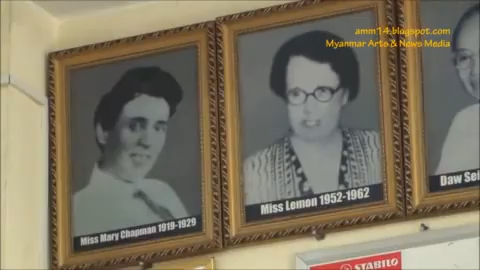 amm14.blogspot.com
Myanmar Arts & News Media
Miss Mary Chapman 1919-1929
Miss Lemon 1952-1962
Daw Sei
STABILO